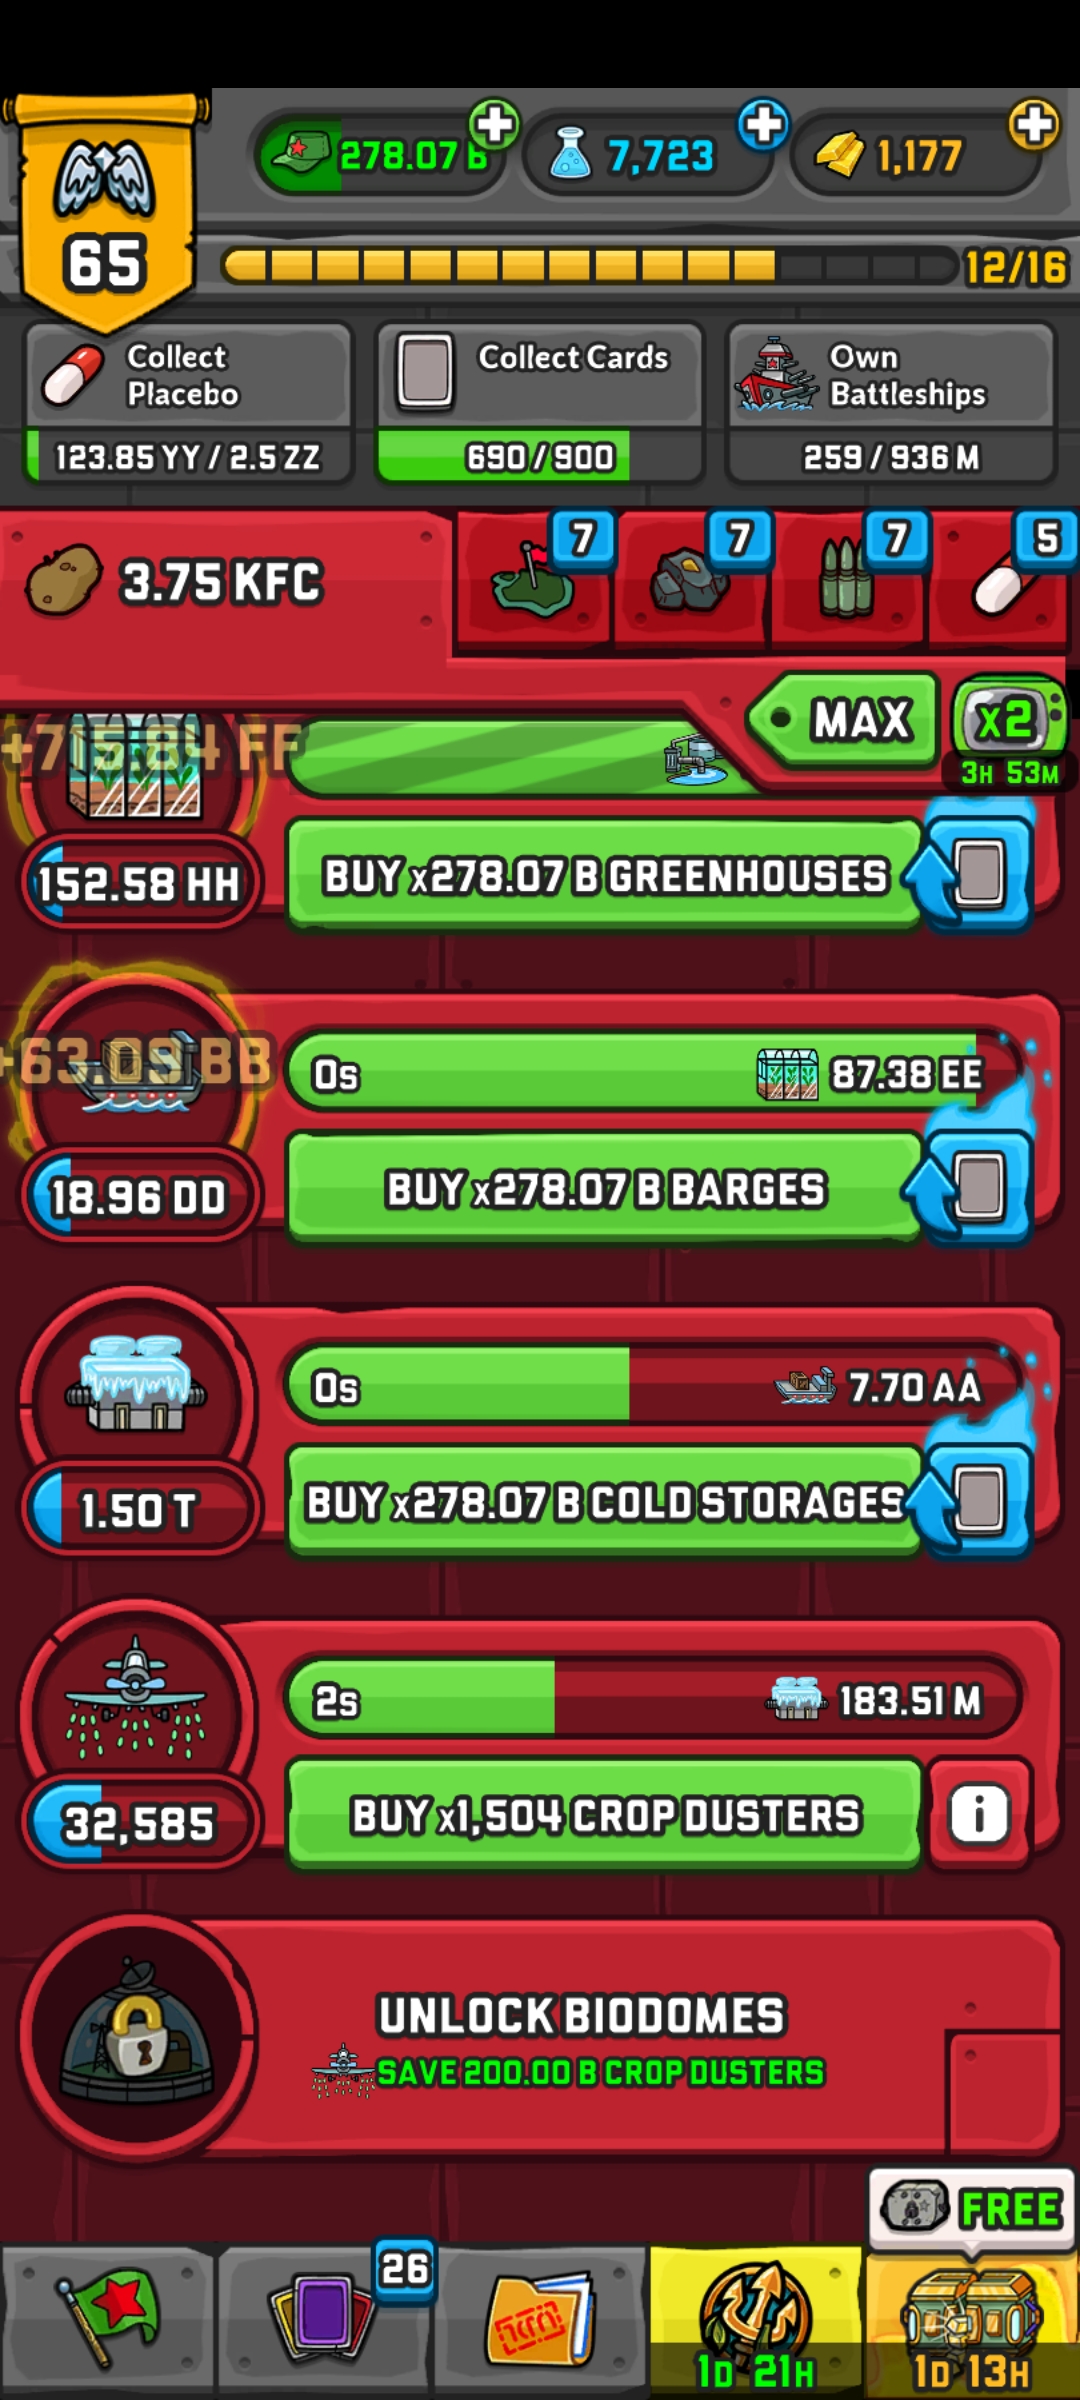 278.07 B
7,723
1,177
65
12/16
Collect
Placebo
Collect Cards
Own
Battleships
123.85 YY / 2.5 ZZ
690 / 900
259 / 936 M
7
7
7
5
3.75 KFC
MAX
x2
3H 53M
+715.84 FF
152.58 HH
BUY x278.07 B GREENHOUSES
+63.09 BB
0s
87.38 EE
18.96 DD
BUY x278.07 B BARGES
0s
7.70 AA
1.50 T
BUY x278.07 B COLD STORAGES
2s
183.51 M
32,585
BUY x1,504 CROP DUSTERS
i
UNLOCK BIODOMES
SAVE 200.00 B CROP DUSTERS
FREE
26
1D 21H
1D 13H